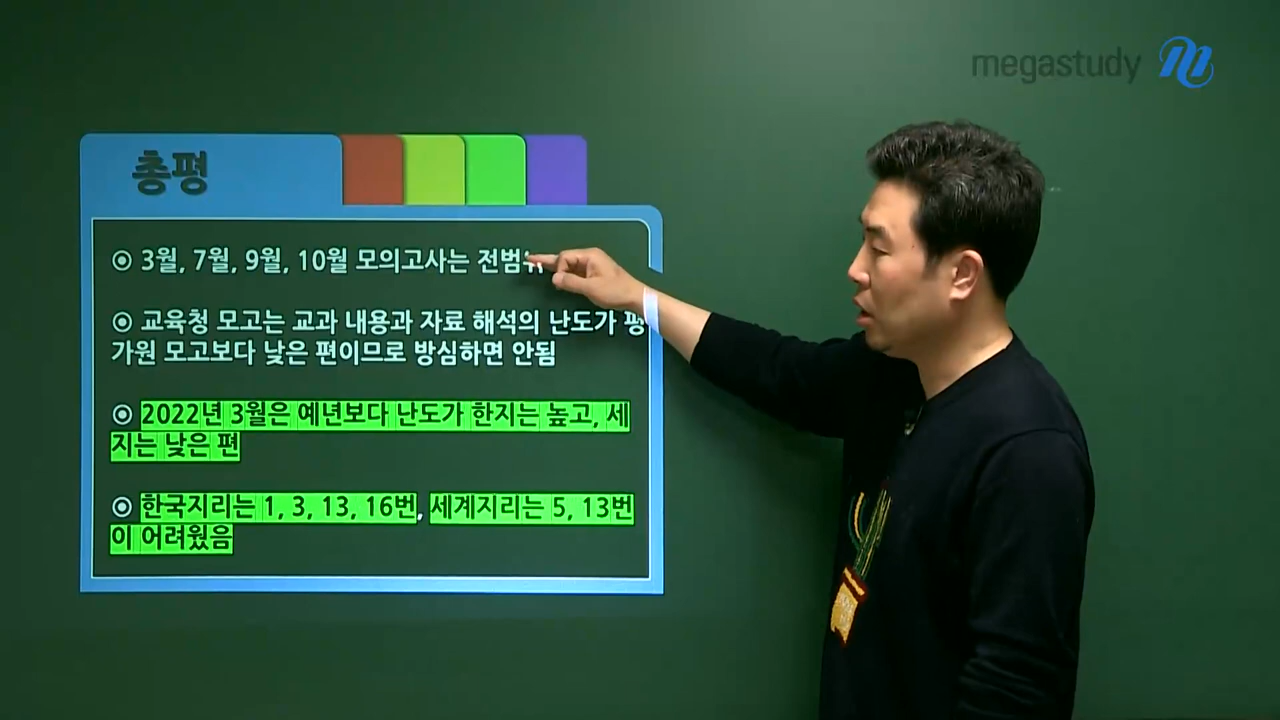 megastudy
총평
◎ 3월, 7월, 9월, 10월 모의고사는 전범위
◎ 교육청 모고는 교과 내용과 자료 해석의 난도가 평
가원 모고보다 낮은 편이므로 방심하면 안됨
◎ 2022년 3월은 예년보다 난도가 한지는 높고, 세
지는 낮은 편
◎ 한국지리는 1, 3, 13, 16번, 세계지리는 5, 13번
이 어려웠음